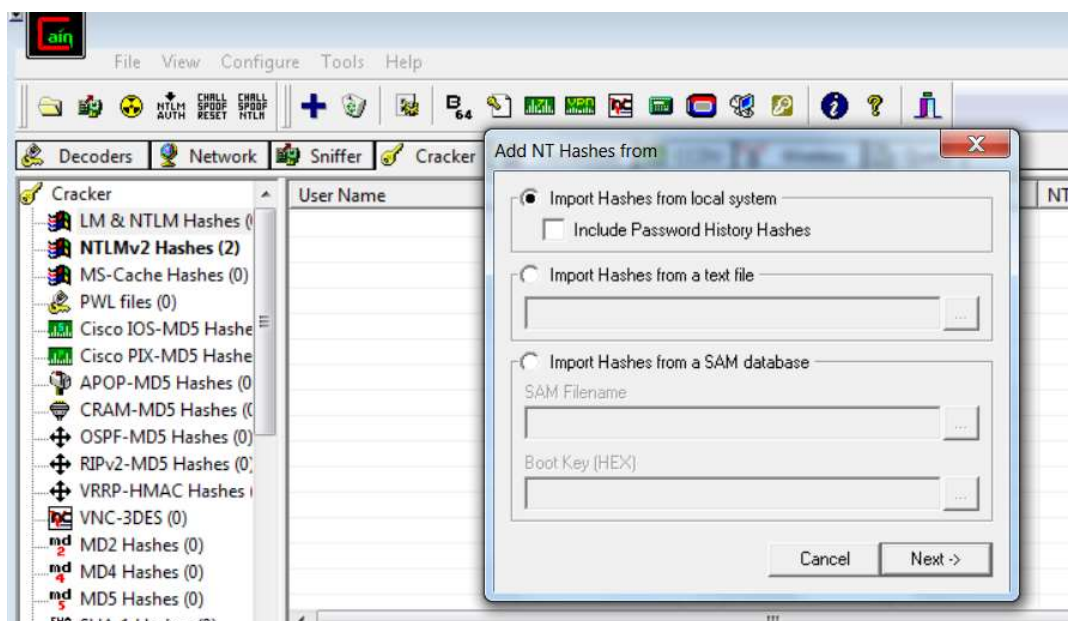 aín
File View Configure Tools Help
NTLM AUTH CHALL SPOOF RESET CHALL SPOOF NTLM B 64
Decoders Network Sniffer Cracker
Add NT Hashes from
Cracker
User Name
NT
LM & NTLM Hashes (
NTLMv2 Hashes (2)
MS-Cache Hashes (0)
PWL files (0)
Cisco IOS-MD5 Hashe
Cisco PIX-MD5 Hashe
APOP-MD5 Hashes (0
CRAM-MD5 Hashes (
OSPF-MD5 Hashes (0)
RIPv2-MD5 Hashes (0
VRRP-HMAC Hashes
VNC-3DES (0)
MD2 Hashes (0)
MD4 Hashes (0)
MD5 Hashes (0)
Import Hashes from local system
Include Password History Hashes
Import Hashes from a text file
...
Import Hashes from a SAM database
SAM Filename
...
Boot Key (HEX)
...
Cancel
Next ->